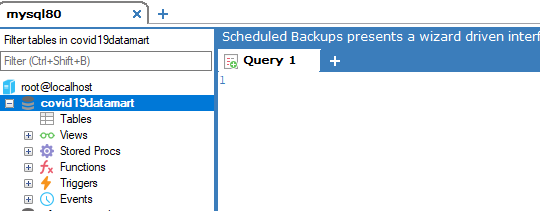 mysql80
Filter tables in covid19datamart
Filter (Ctrl+Shift+B)
root@localhost
covid19datamart
Tables
Views
Stored Procs
Functions
Triggers
Events
Scheduled Backups presents a wizard driven interf
Query 1
1